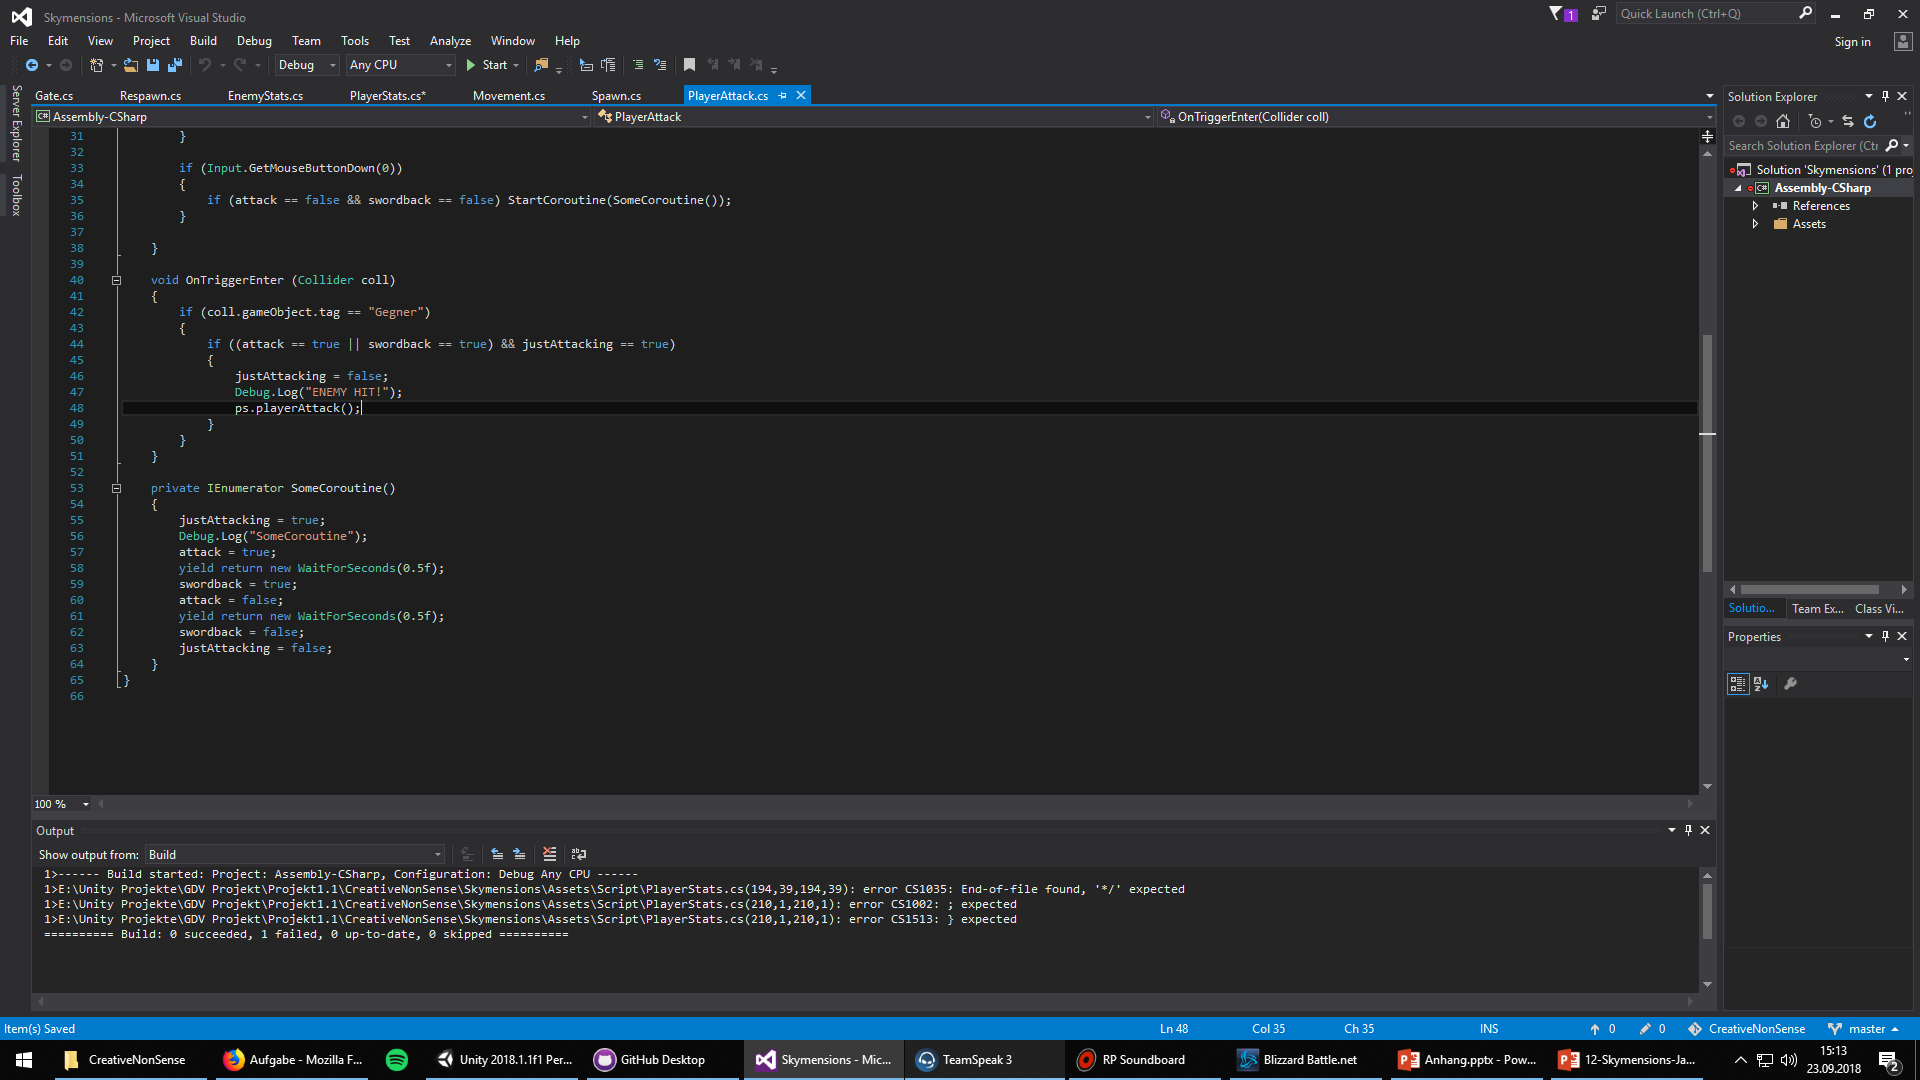 Skymensions - Microsoft Visual Studio
1
Quick Launch (Ctrl+Q)
File Edit View Project Build Debug Team Tools Test Analyze Window Help
Sign in
Debug Any CPU Start
Server Explorer
Toolbox
Gate.cs Respawn.cs EnemyStats.cs PlayerStats.cs* Movement.cs Spawn.cs PlayerAttack.cs
Assembly-CSharp PlayerAttack OnTriggerEnter(Collider coll)
31 }
32
33 if (Input.GetMouseButtonDown(0))
34 {
35 if (attack == false && swordback == false) StartCoroutine(SomeCoroutine());
36 }
37
38 }
39
40 void OnTriggerEnter (Collider coll)
41 {
42 if (coll.gameObject.tag == "Gegner")
43 {
44 if ((attack == true || swordback == true) && justAttacking == true)
45 {
46 justAttacking = false;
47 Debug.Log("ENEMY HIT!");
48 ps.playerAttack();
49 }
50 }
51 }
52
53 private IEnumerator SomeCoroutine()
54 {
55 justAttacking = true;
56 Debug.Log("SomeCoroutine");
57 attack = true;
58 yield return new WaitForSeconds(0.5f);
59 swordback = true;
60 attack = false;
61 yield return new WaitForSeconds(0.5f);
62 swordback = false;
63 justAttacking = false;
64 }
65 }
66
100 %
Output
Show output from: Build
1>------ Build started: Project: Assembly-CSharp, Configuration: Debug Any CPU ------
1>E:\Unity Projekte\GDV Projekt\Projekt1.1\CreativeNonSense\Skymensions\Assets\Script\PlayerStats.cs(194,39,194,39): error CS1035: End-of-file found, '*/' expected
1>E:\Unity Projekte\GDV Projekt\Projekt1.1\CreativeNonSense\Skymensions\Assets\Script\PlayerStats.cs(210,1,210,1): error CS1002: ; expected
1>E:\Unity Projekte\GDV Projekt\Projekt1.1\CreativeNonSense\Skymensions\Assets\Script\PlayerStats.cs(210,1,210,1): error CS1513: } expected
========== Build: 0 succeeded, 1 failed, 0 up-to-date, 0 skipped ==========
Solution Explorer
Search Solution Explorer (Ctr
Solution 'Skymensions' (1 proj
C# Assembly-CSharp
References
Assets
Solutio... Team Ex... Class Vi...
Properties
Item(s) Saved Ln 48 Col 35 Ch 35 INS 0 0 CreativeNonSense master
CreativeNonSense Aufgabe - Mozilla F... Unity 2018.1.1f1 Per... GitHub Desktop Skymensions - Mic... TeamSpeak 3 RP Soundboard Blizzard Battle.net Anhang.pptx - Pow... 12-Skymensions-Ja...
15:13
23.09.2018
2